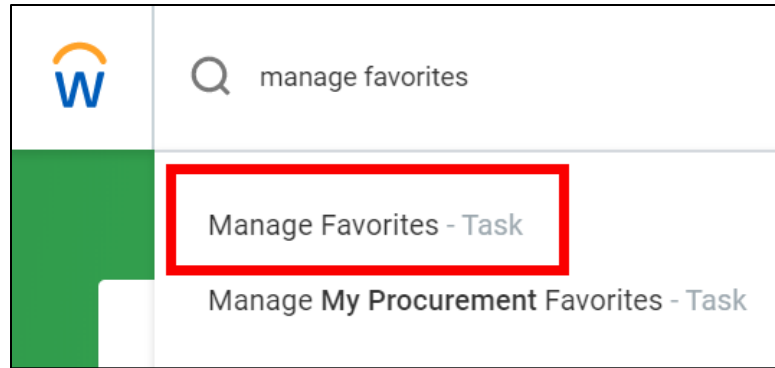 W
manage favorites
Manage Favorites - Task
Manage My Procurement Favorites - Task